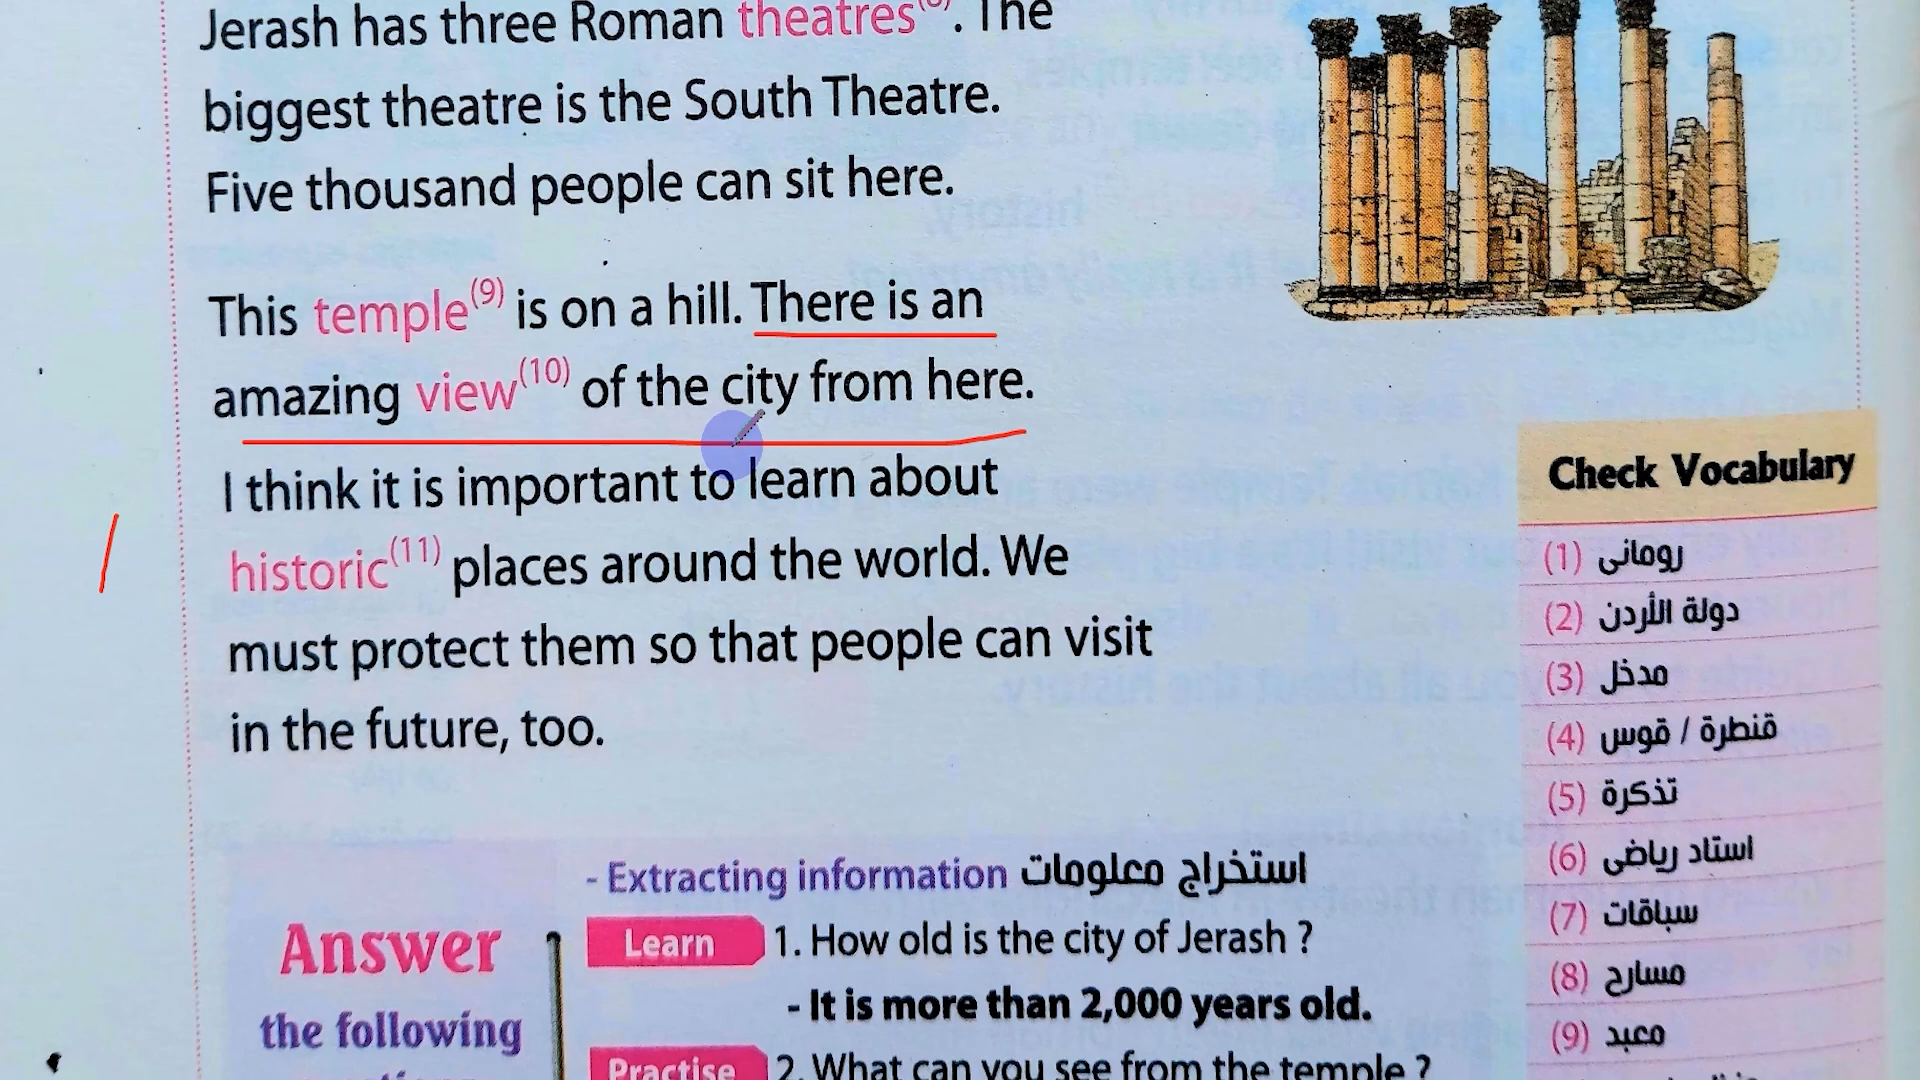 Jerash has three Roman theatres(8). The
biggest theatre is the South Theatre.
Five thousand people can sit here.
This temple(9) is on a hill. There is an
amazing view(10) of the city from here.
I think it is important to learn about
historic(11) places around the world. We
must protect them so that people can visit
in the future, too.
Check Vocabulary
(1) رومانى
(2) دولة الأردن
(3) مدخل
(4) قنطرة / قوس
(5) تذكرة
(6) استاد رياضى
(7) سباقات
(8) مسارح
(9) معبد
Answer
the following
- Extracting information استخراج معلومات
Learn 1. How old is the city of Jerash ?
- It is more than 2,000 years old.
Practise 2. What can you see from the temple ?